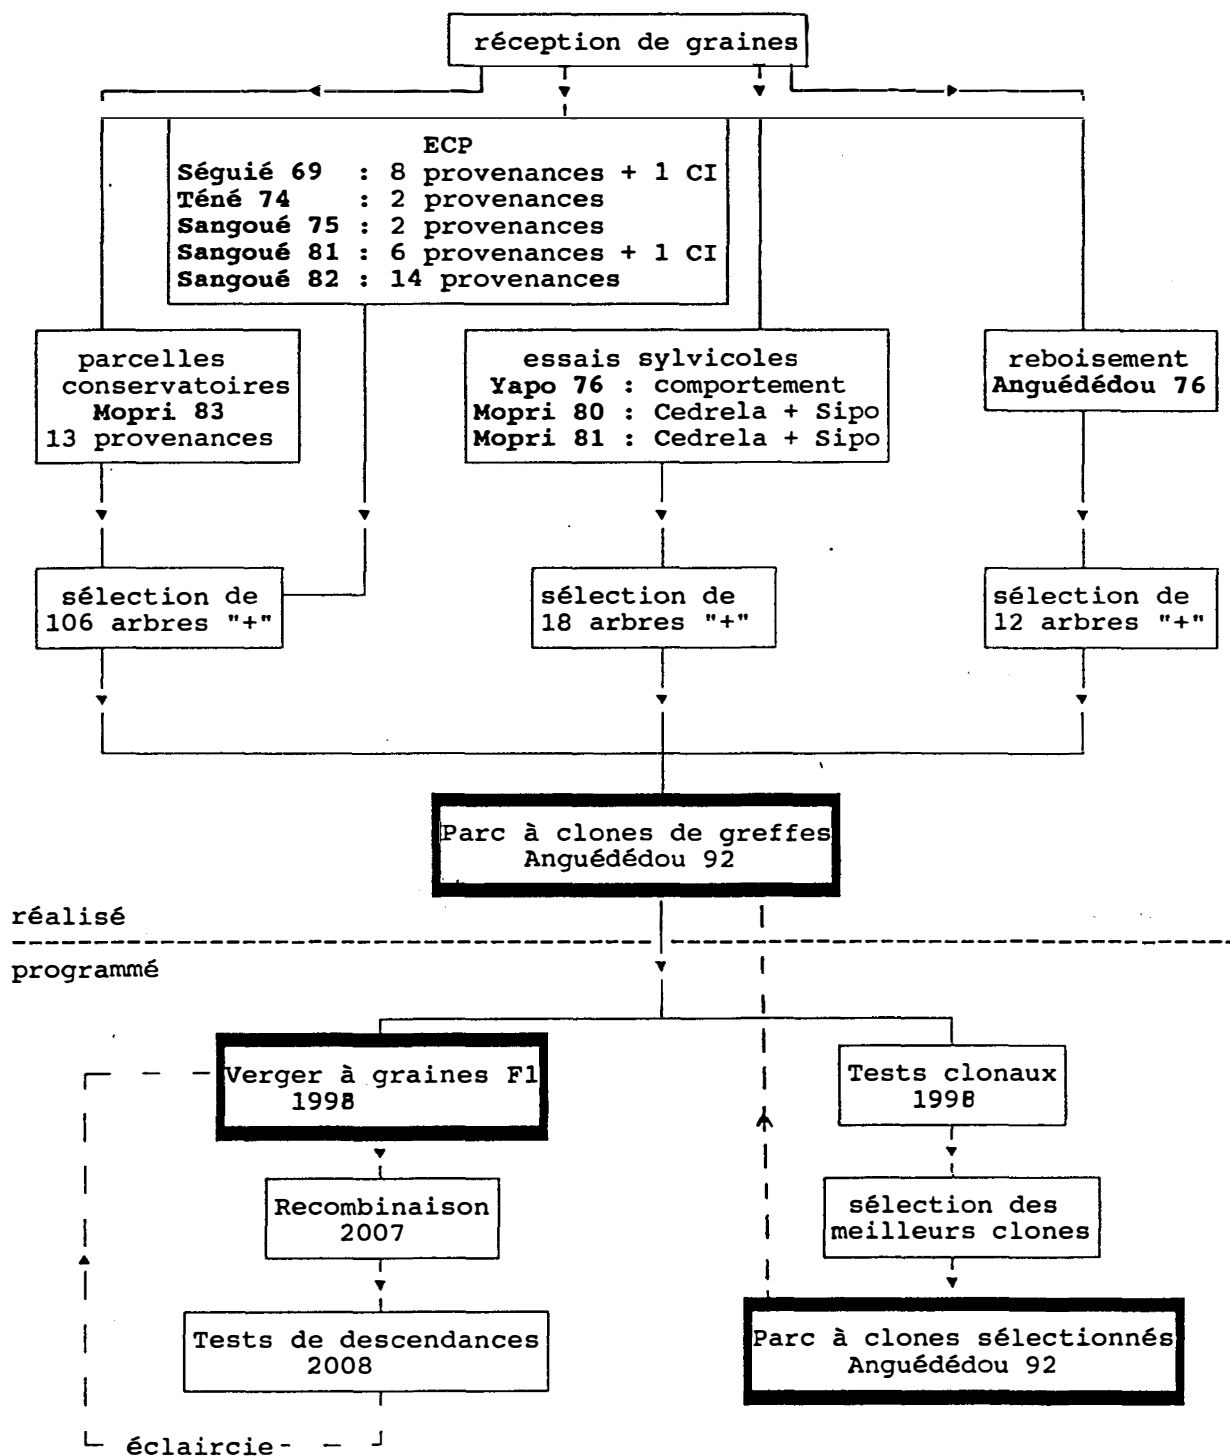 réception de graines
ECP
Séguié 69 : 8 provenances + 1 CI
Téné 74 : 2 provenances
Sangoué 75 : 2 provenances
Sangoué 81 : 6 provenances + 1 CI
Sangoué 82 : 14 provenances
parcelles
conservatoires
Mopri 83
13 provenances
essais sylvicoles
Yapo 76 : comportement
Mopri 80 : Cedrela + Sipo
Mopri 81 : Cedrela + Sipo
reboisement
Anguédédou 76
sélection de
106 arbres "+"
sélection de
18 arbres "+"
sélection de
12 arbres "+"
Parc à clones de greffes
Anguédédou 92
réalisé
programmé
Verger à graines F1
1998
Tests clonaux
1998
Recombinaison
2007
sélection des
meilleurs clones
Tests de descendances
2008
Parc à clones sélectionnés
Anguédédou 92
éclaircie